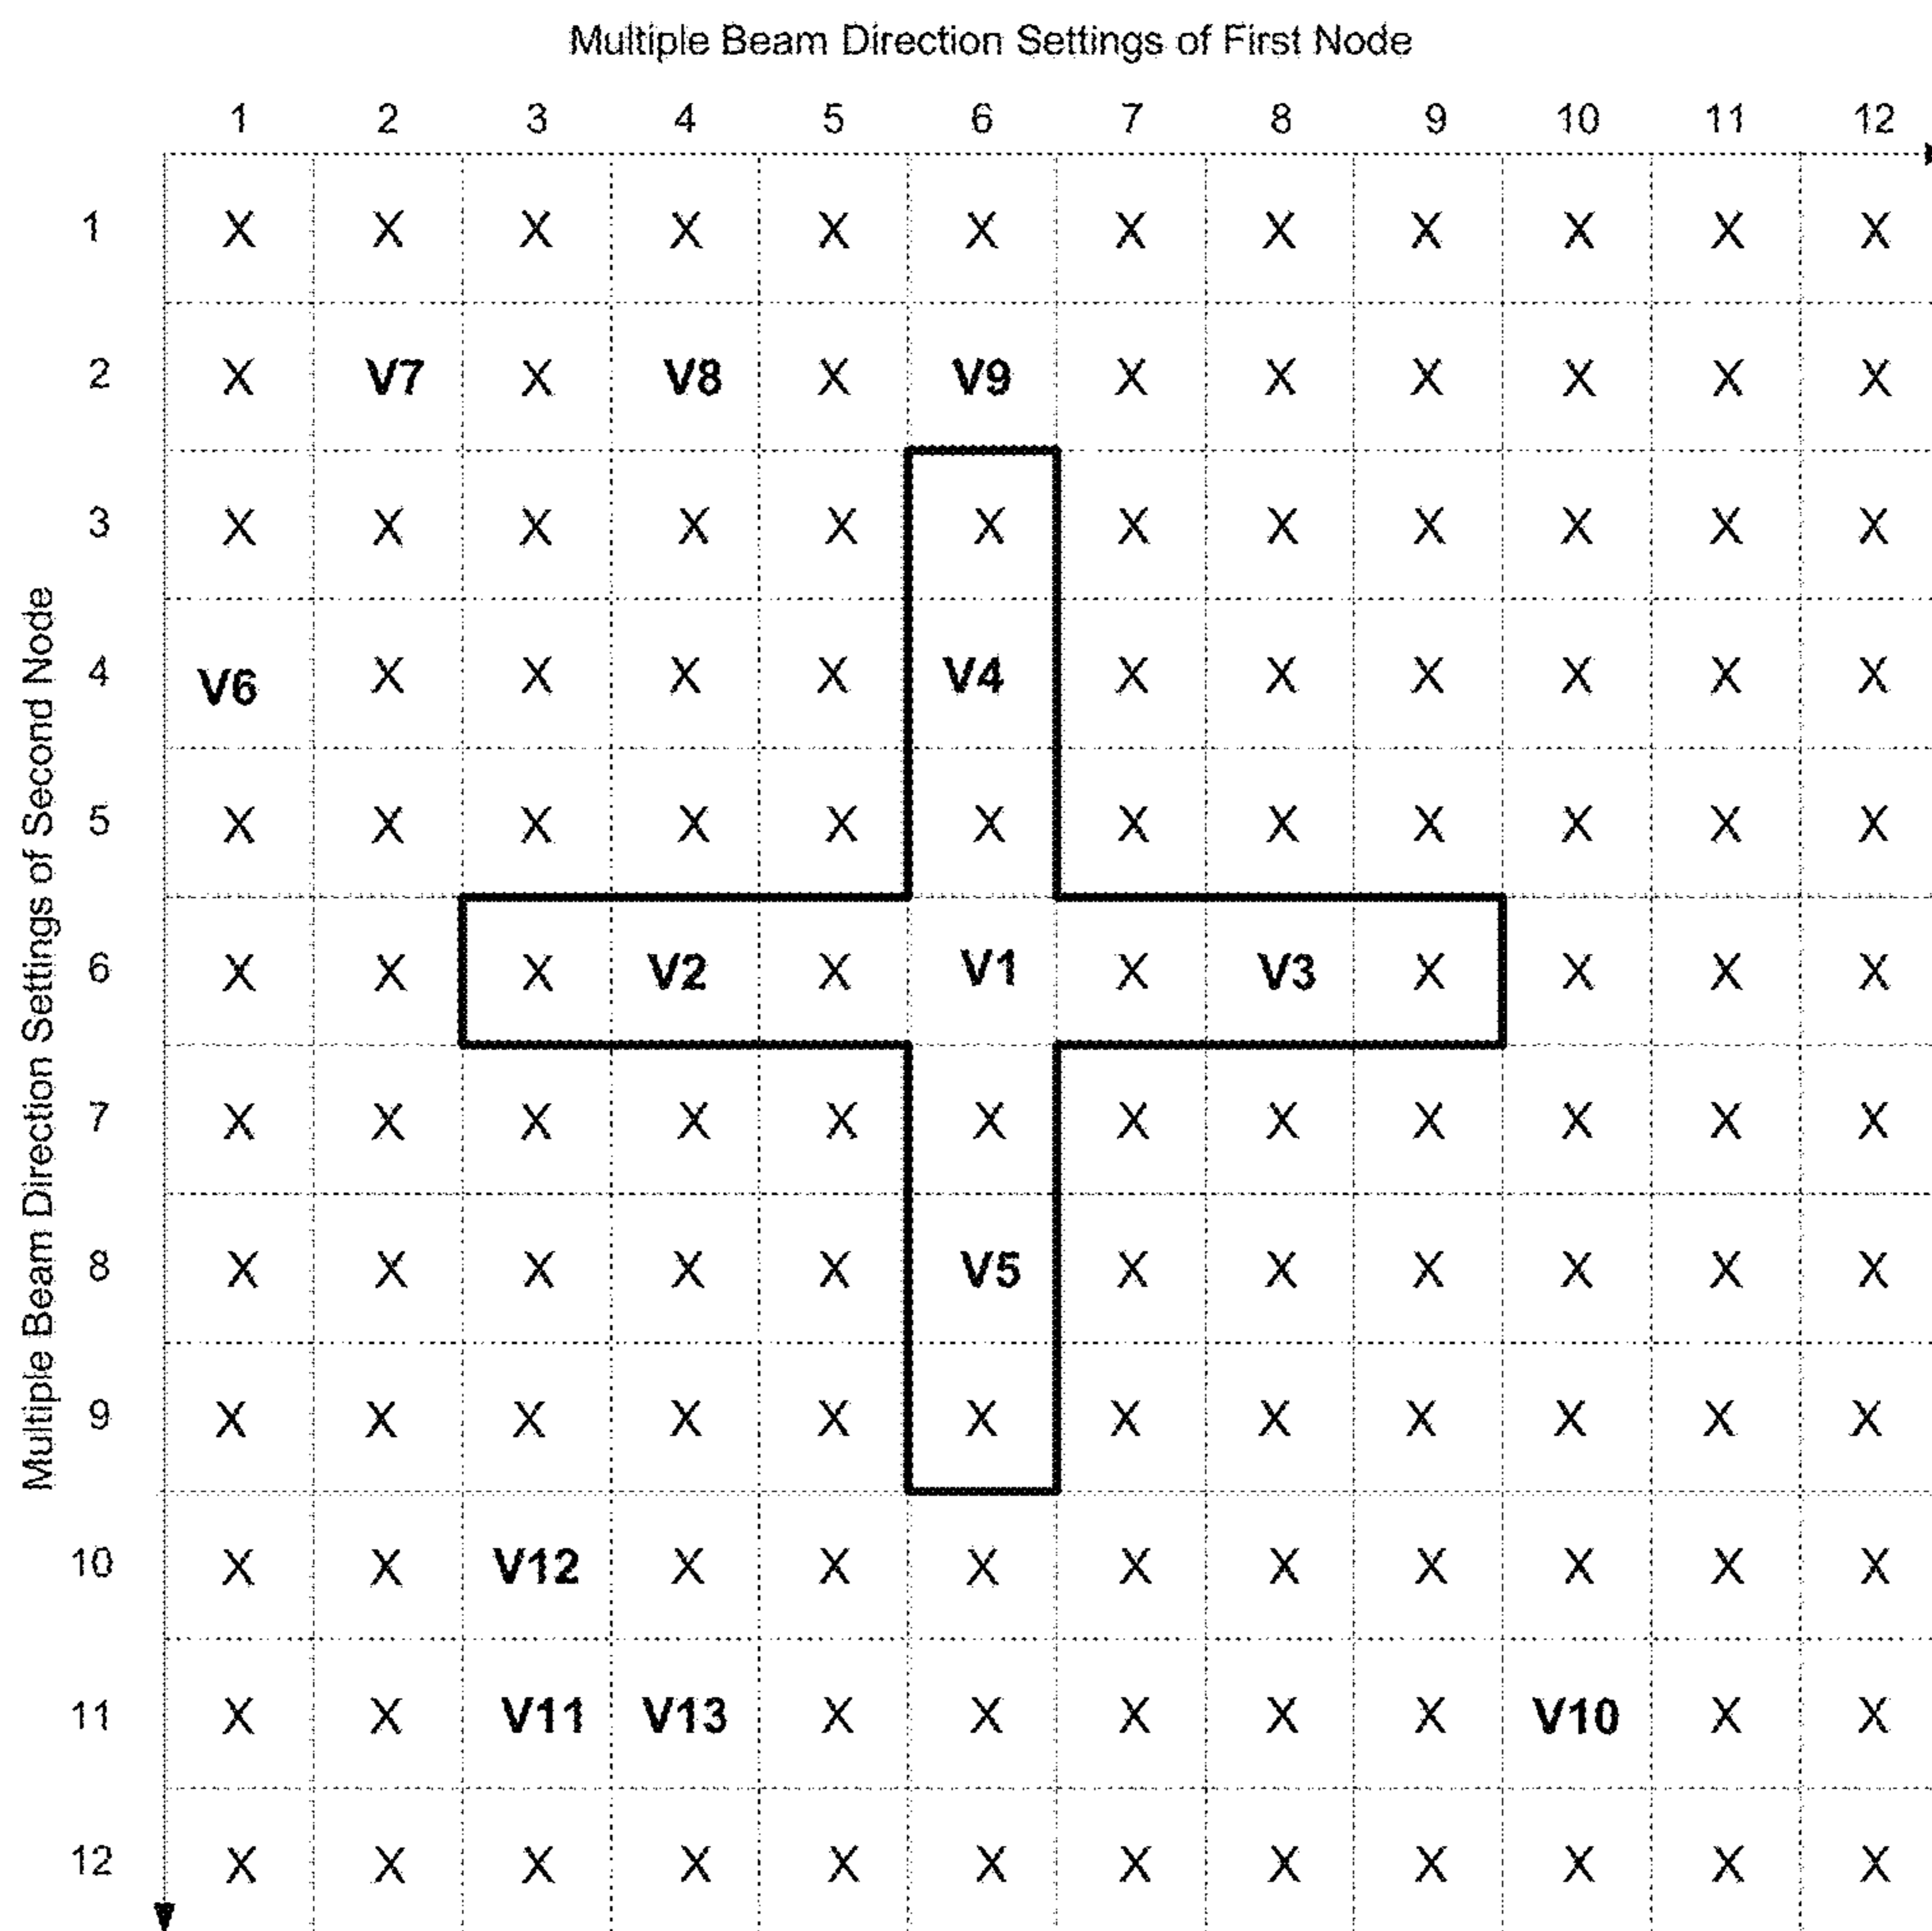 Multiple Beam Direction Settings of First Node
1 2 3 4 5 6 7 8 9 10 11 12
Multiple Beam Direction Settings of Second Node
1 X X X X X X X X X X X X
2 X V7 X V8 X V9 X X X X X X
3 X X X X X X X X X X X X
4 V6 X X X X V4 X X X X X X
5 X X X X X X X X X X X X
6 X X X V2 X V1 X V3 X X X X
7 X X X X X X X X X X X X
8 X X X X X V5 X X X X X X
9 X X X X X X X X X X X X
10 X X V12 X X X X X X X X X
11 X X V11 V13 X X X X X V10 X X
12 X X X X X X X X X X X X